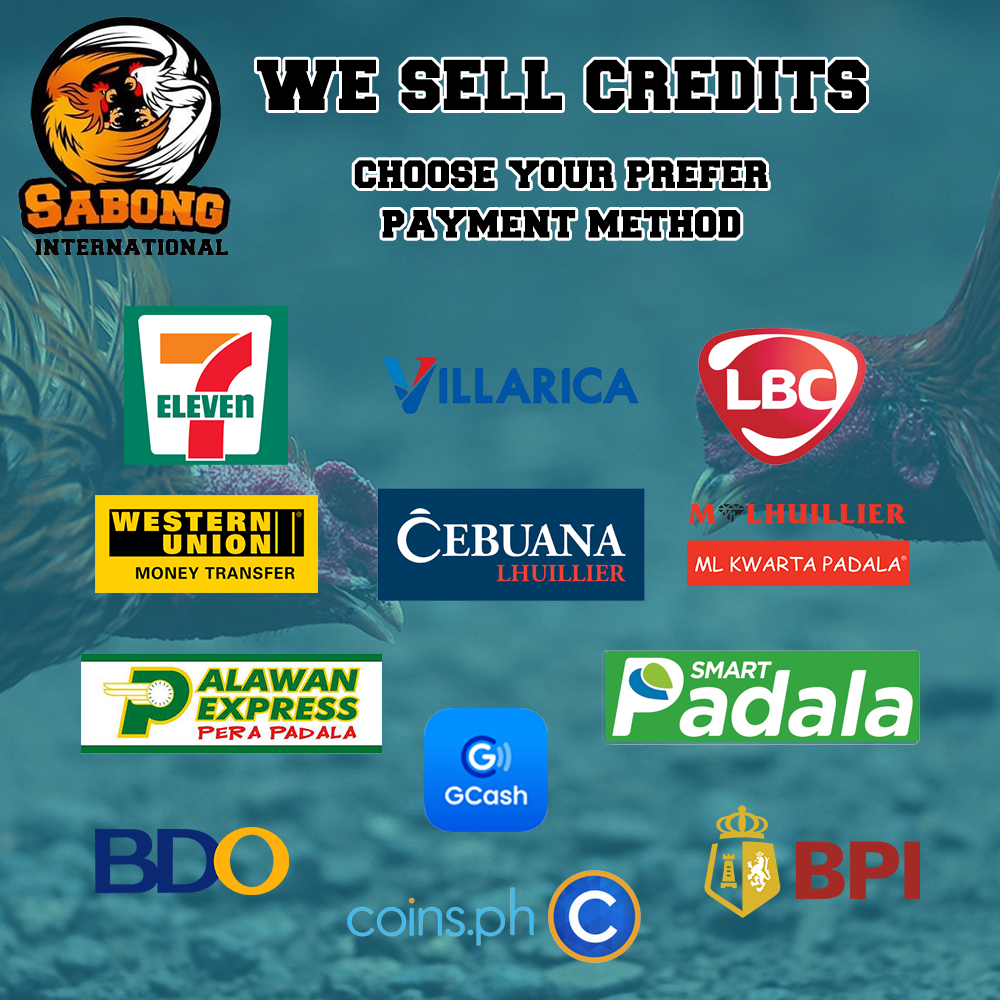 WE SELL CREDITS
CHOOSE YOUR PREFER
PAYMENT METHOD
SABONG
INTERNATIONAL
7
ELEVEN
VILLARICA
LBC
WESTERN
UNION
MONEY TRANSFER
CEBUANA
LHUILLIER
M LHUILLIER
ML KWARTA PADALA®
PALAWAN
EXPRESS
PERA PADALA
SMART
Padala
G
GCash
BDO
BPI
coins.ph C